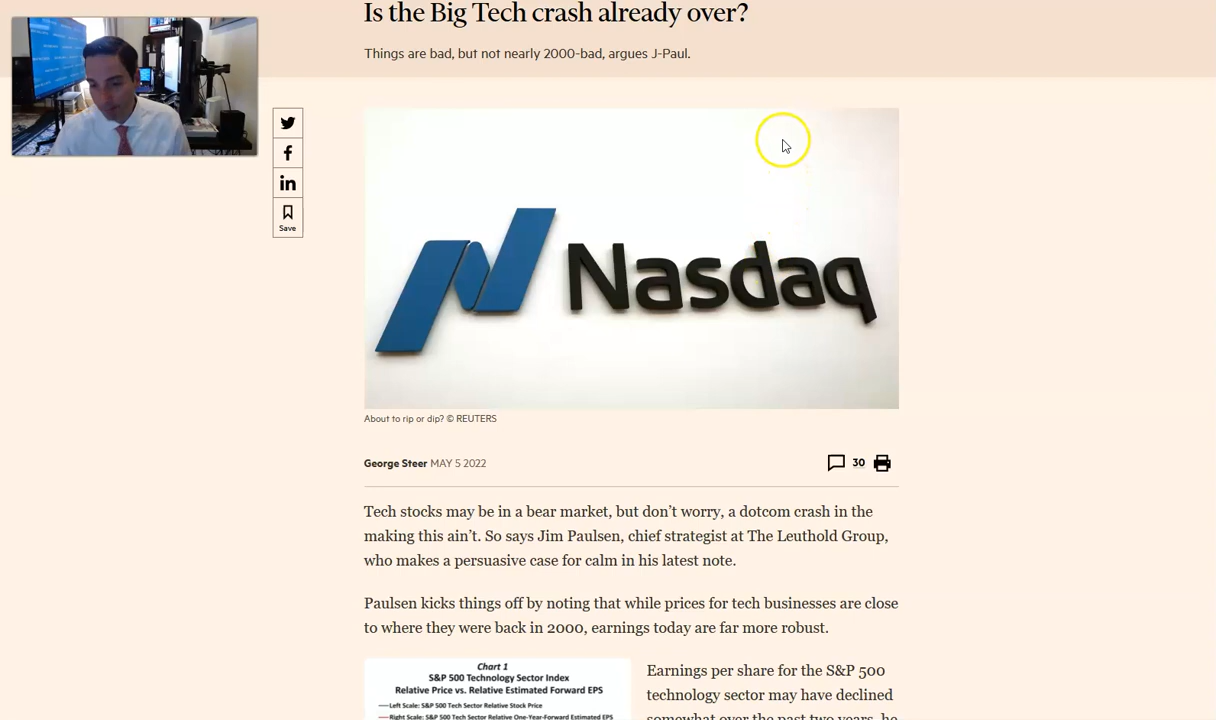 Is the Big Tech crash already over?
Things are bad, but not nearly 2000-bad, argues J-Paul.
Save
Nasdaq
About to rip or dip? © REUTERS
George Steer MAY 5 2022
30
Tech stocks may be in a bear market, but don’t worry, a dotcom crash in the
making this ain’t. So says Jim Paulsen, chief strategist at The Leuthold Group,
who makes a persuasive case for calm in his latest note.
Paulsen kicks things off by noting that while prices for tech businesses are close
to where they were back in 2000, earnings today are far more robust.
Chart 1
S&P 500 Technology Sector Index
Relative Price vs. Relative Estimated Forward EPS
Left Scale: S&P 500 Tech Sector Relative Stock Price
Right Scale: S&P 500 Tech Sector Relative One-Year-Forward Estimated EPS
Earnings per share for the S&P 500
technology sector may have declined
somewhat over the past two years, he